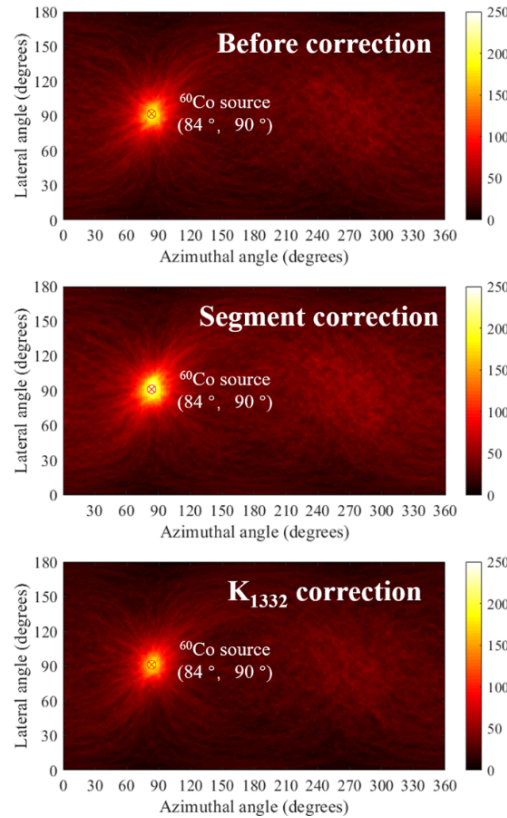 180
150
120
90
60
30
0
Lateral angle (degrees)
Before correction
⁶⁰Co source
(84 °, 90 °)
0 30 60 90 120 150 180 210 240 270 300 330 360
Azimuthal angle (degrees)
250
200
150
100
50
0
180
150
120
90
60
30
0
Lateral angle (degrees)
Segment correction
⁶⁰Co source
(84 °, 90 °)
30 60 90 120 150 180 210 240 270 300 330 360
Azimuthal angle (degrees)
250
200
150
100
50
0
180
150
120
90
60
30
0
Lateral angle (degrees)
K₁₃₃₂ correction
⁶⁰Co source
(84 °, 90 °)
0 30 60 90 120 150 180 210 240 270 300 330 360
Azimuthal angle (degrees)
250
200
150
100
50
0